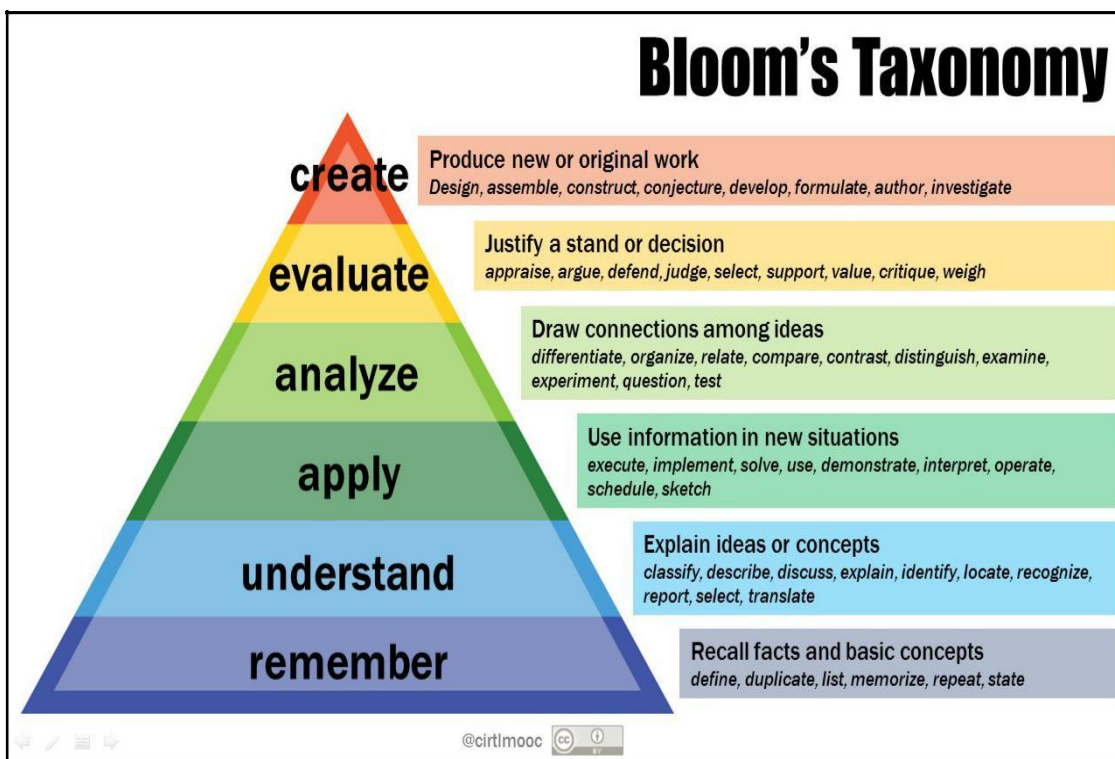 Bloom's Taxonomy
create
Produce new or original work
Design, assemble, construct, conjecture, develop, formulate, author, investigate
evaluate
Justify a stand or decision
appraise, argue, defend, judge, select, support, value, critique, weigh
analyze
Draw connections among ideas
differentiate, organize, relate, compare, contrast, distinguish, examine,
experiment, question, test
apply
Use information in new situations
execute, implement, solve, use, demonstrate, interpret, operate,
schedule, sketch
understand
Explain ideas or concepts
classify, describe, discuss, explain, identify, locate, recognize,
report, select, translate
remember
Recall facts and basic concepts
define, duplicate, list, memorize, repeat, state
@cirtlmooc
cc
BY